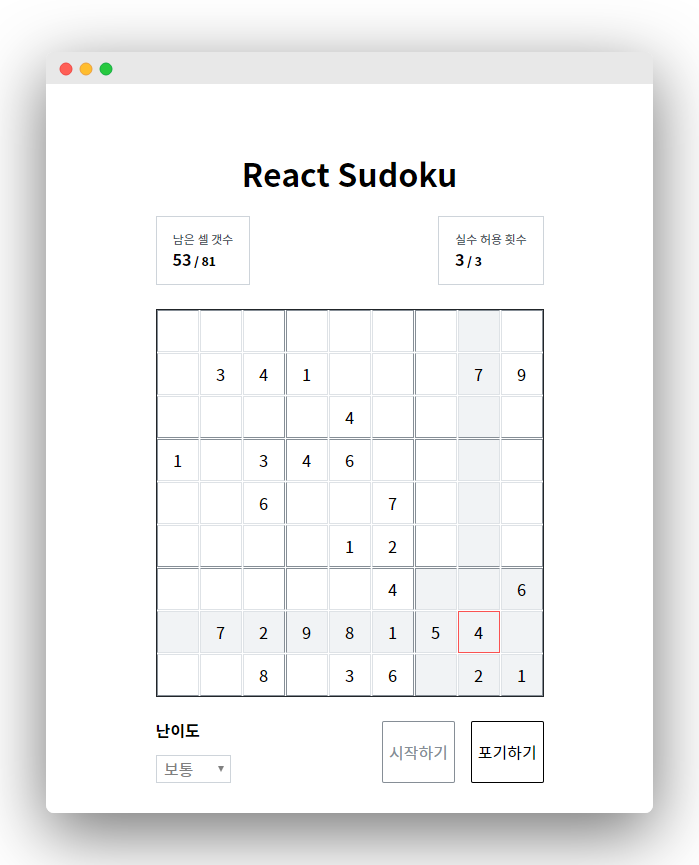 React Sudoku
남은 셀 갯수
53 / 81
실수 허용 횟수
3 / 3
3 4 1 7 9
4
1 3 4 6
6 7
1 2
4 6
7 2 9 8 1 5 4
8 3 6 2 1
난이도
보통
시작하기
포기하기